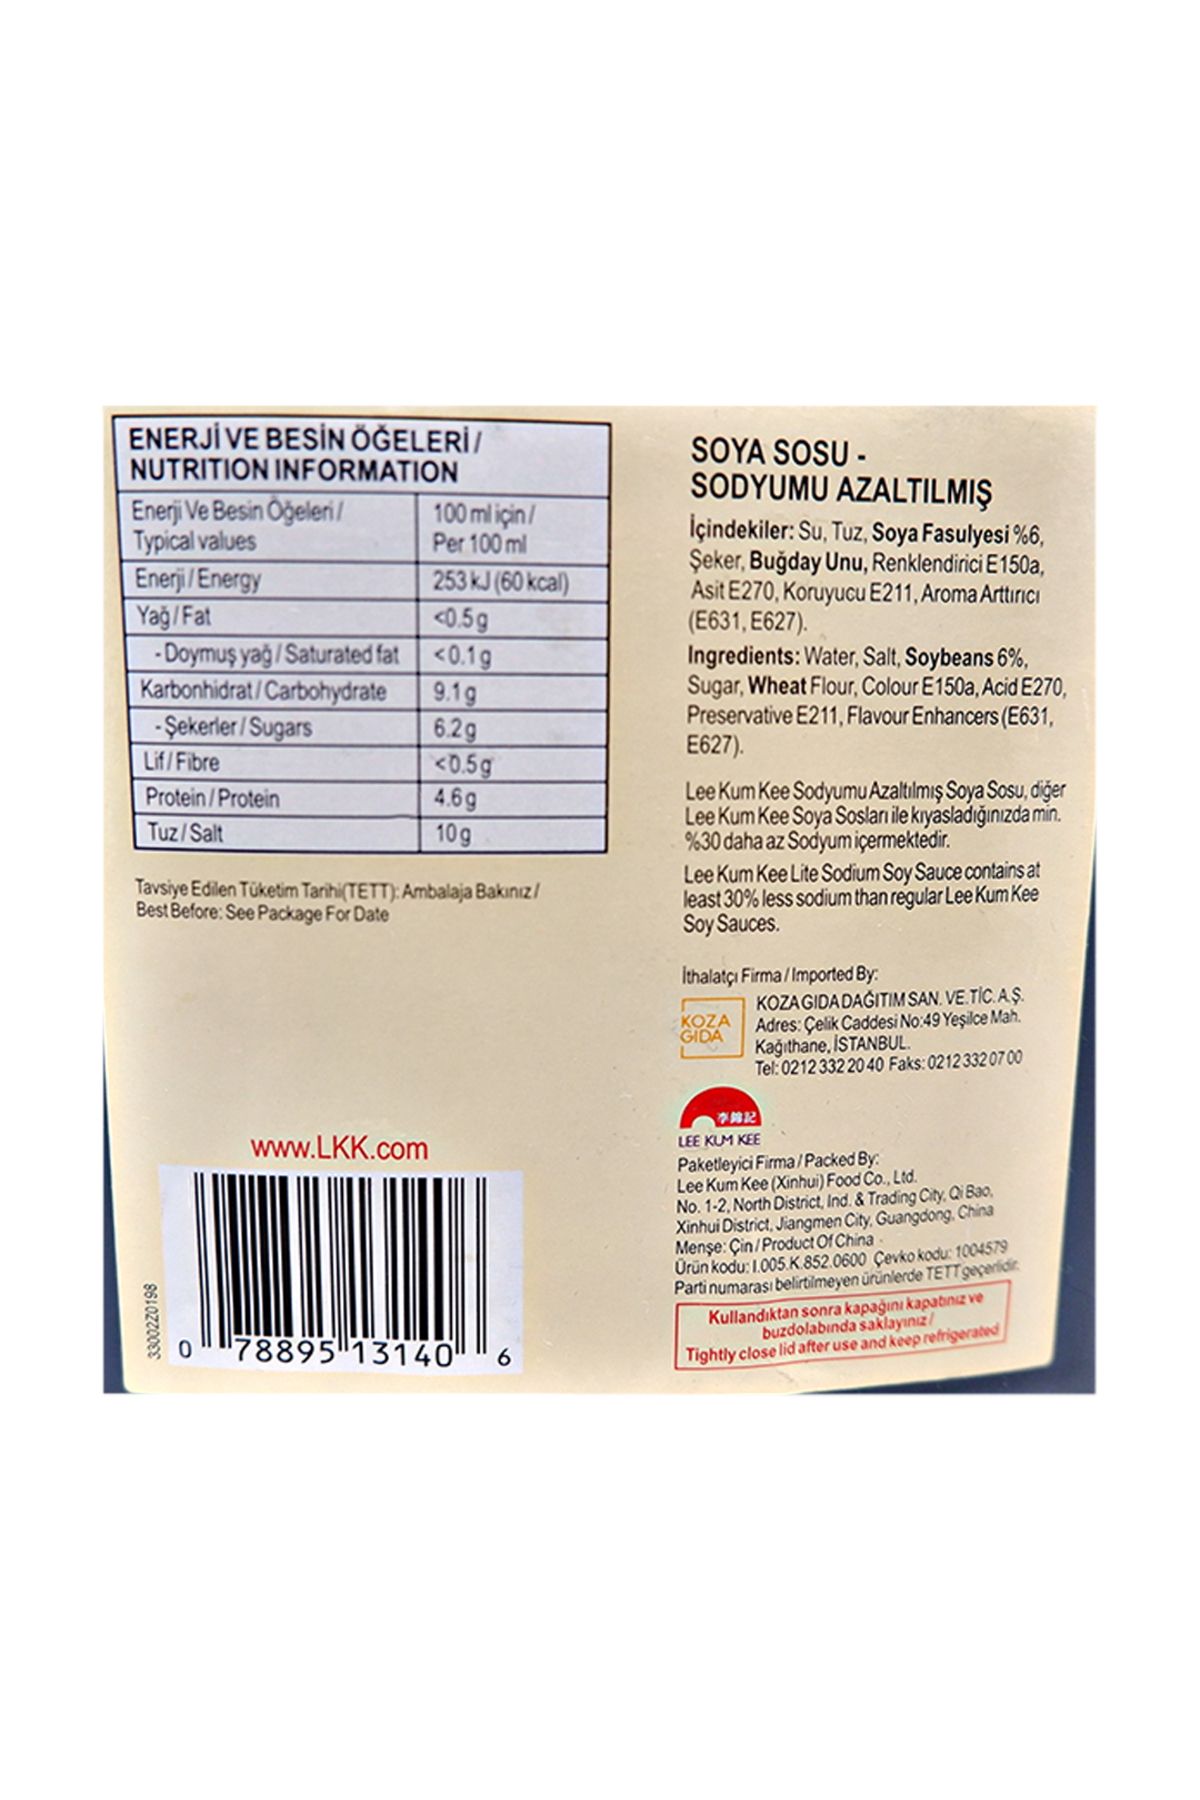 ENERJİ VE BESİN ÖĞELERİ /
NUTRITION INFORMATION
Enerji Ve Besin Öğeleri / 100 ml için /
Typical values Per 100 ml
Enerji / Energy 253 kJ (60 kcal)
Yağ / Fat <0.5 g
- Doymuş yağ / Saturated fat <0.1 g
Karbonhidrat / Carbohydrate 9.1 g
- Şekerler / Sugars 6.2 g
Lif / Fibre <0.5 g
Protein / Protein 4.6 g
Tuz / Salt 10 g
Tavsiye Edilen Tüketim Tarihi(TETT): Ambalaja Bakınız /
Best Before: See Package For Date
www.LKK.com
33002Z0198
0 78895 13140 6
SOYA SOSU -
SODYUMU AZALTILMIŞ
İçindekiler: Su, Tuz, Soya Fasulyesi %6,
Şeker, Buğday Unu, Renklendirici E150a,
Asit E270, Koruyucu E211, Aroma Arttırıcı
(E631, E627).
Ingredients: Water, Salt, Soybeans 6%,
Sugar, Wheat Flour, Colour E150a, Acid E270,
Preservative E211, Flavour Enhancers (E631,
E627).
Lee Kum Kee Sodyumu Azaltılmış Soya Sosu, diğer
Lee Kum Kee Soya Sosları ile kıyasladığınızda min.
%30 daha az Sodyum içermektedir.
Lee Kum Kee Lite Sodium Soy Sauce contains at
least 30% less sodium than regular Lee Kum Kee
Soy Sauces.
İthalatçı Firma / Imported By:
KOZA
GIDA
KOZA GIDA DAĞITIM SAN. VE.TİC. A.Ş.
Adres: Çelik Caddesi No:49 Yeşilce Mah.
Kağıthane, İSTANBUL.
Tel: 0212 332 20 40 Faks: 0212 332 07 00
李錦記
LEE KUM KEE
Paketleyici Firma / Packed By:
Lee Kum Kee (Xinhui) Food Co., Ltd.
No. 1-2, North District, Ind. & Trading City, Qi Bao,
Xinhui District, Jiangmen City, Guangdong, China
Menşe: Çin / Product Of China
Ürün kodu: I.005.K.852.0600 Çevko kodu: 1004579
Parti numarası belirtilmeyen ürünlerde TETT geçerlidir.
Kullandıktan sonra kapağını kapatınız ve
buzdolabında saklayınız /
Tightly close lid after use and keep refrigerated